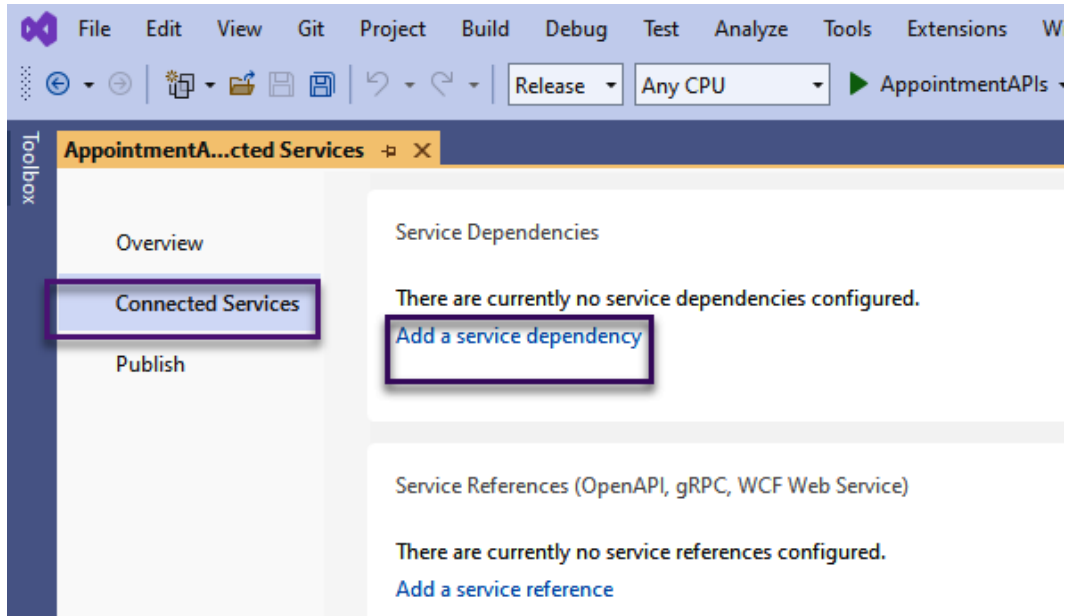 File Edit View Git Project Build Debug Test Analyze Tools Extensions W
Release Any CPU AppointmentAPIs
Toolbox
AppointmentA...cted Services
Overview
Connected Services
Publish
Service Dependencies
There are currently no service dependencies configured.
Add a service dependency
Service References (OpenAPI, gRPC, WCF Web Service)
There are currently no service references configured.
Add a service reference